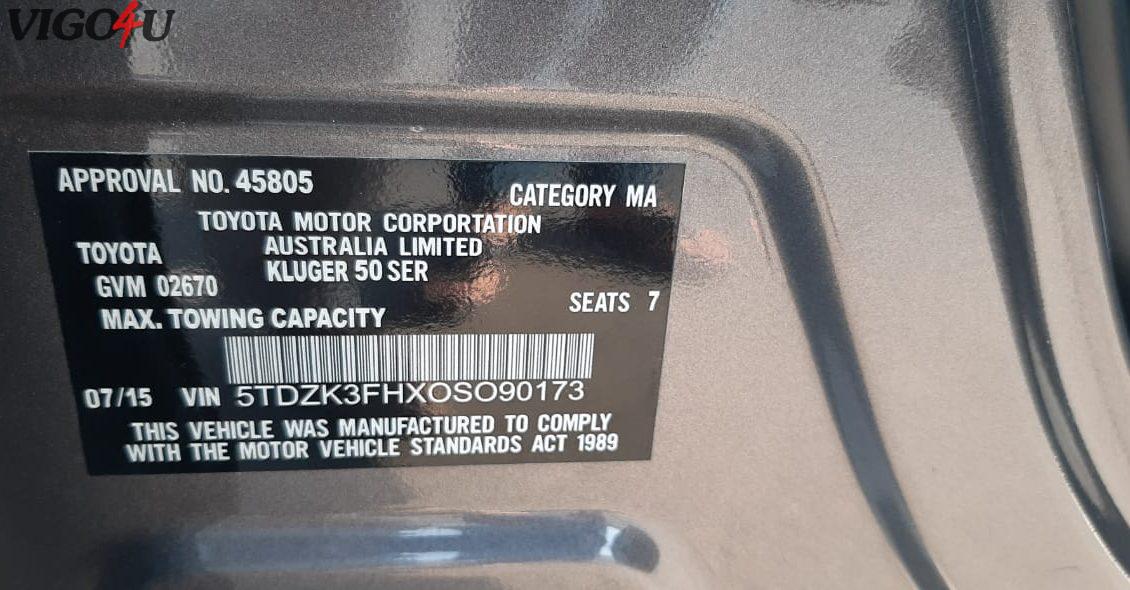 VIGO4U
APPROVAL NO. 45805
CATEGORY MA
TOYOTA MOTOR CORPORTATION
TOYOTA AUSTRALIA LIMITED
GVM 02670 KLUGER 50 SER
SEATS 7
MAX. TOWING CAPACITY
07/15 VIN 5TDZK3FHXOSO90173
THIS VEHICLE WAS MANUFACTURED TO COMPLY
WITH THE MOTOR VEHICLE STANDARDS ACT 1989